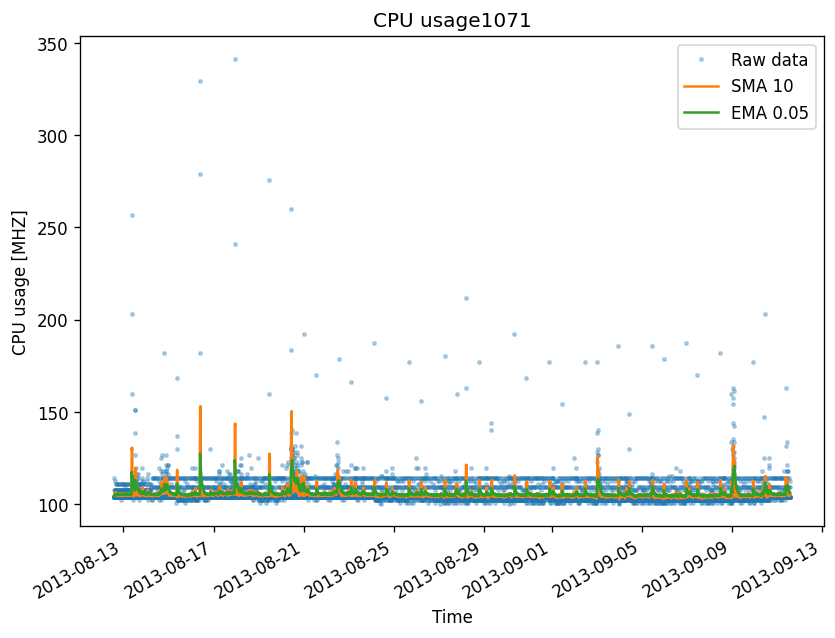 CPU usage1071
350
300
250
200
150
100
CPU usage [MHZ]
Raw data
SMA 10
EMA 0.05
2013-08-13
2013-08-17
2013-08-21
2013-08-25
2013-08-29
2013-09-01
2013-09-05
2013-09-09
2013-09-13
Time